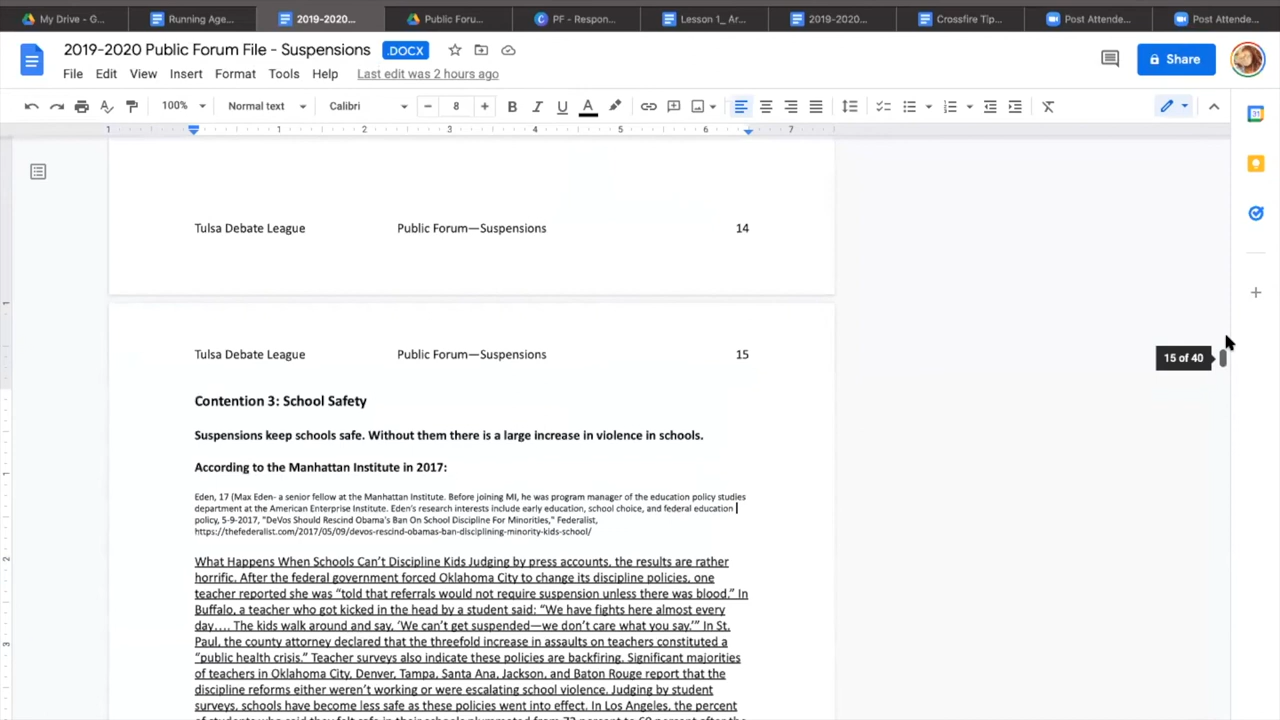 My Drive - G...
Running Age...
2019-2020...
Public Foru...
PF - Respon...
Lesson 1_ Ar...
2019-2020...
Crossfire Tip...
Post Attende...
Post Attende...
2019-2020 Public Forum File - Suspensions .DOCX
Share
File Edit View Insert Format Tools Help Last edit was 2 hours ago
100% Normal text Calibri 8 B I U A
1 1 2 3 4 5 6 7
31
Tulsa Debate League Public Forum—Suspensions 14
1
Tulsa Debate League Public Forum—Suspensions 15
15 of 40
Contention 3: School Safety
Suspensions keep schools safe. Without them there is a large increase in violence in schools.
1
According to the Manhattan Institute in 2017:
Eden, 17 (Max Eden- a senior fellow at the Manhattan Institute. Before joining MI, he was program manager of the education policy studies
department at the American Enterprise Institute. Eden's research interests include early education, school choice, and federal education
policy, 5-9-2017, "DeVos Should Rescind Obama's Ban On School Discipline For Minorities," Federalist,
https://thefederalist.com/2017/05/09/devos-rescind-obamas-ban-disciplining-minority-kids-school/
2
What Happens When Schools Can't Discipline Kids Judging by press accounts, the results are rather
horrific. After the federal government forced Oklahoma City to change its discipline policies, one
teacher reported she was "told that referrals would not require suspension unless there was blood." In
Buffalo, a teacher who got kicked in the head by a student said: "We have fights here almost every
day.... The kids walk around and say, 'We can't get suspended—we don't care what you say.'" In St.
3
Paul, the county attorney declared that the threefold increase in assaults on teachers constituted a
"public health crisis." Teacher surveys also indicate these policies are backfiring. Significant majorities
of teachers in Oklahoma City, Denver, Tampa, Santa Ana, Jackson, and Baton Rouge report that the
discipline reforms either weren't working or were escalating school violence. Judging by student
surveys, schools have become less safe as these policies went into effect. In Los Angeles, the percent